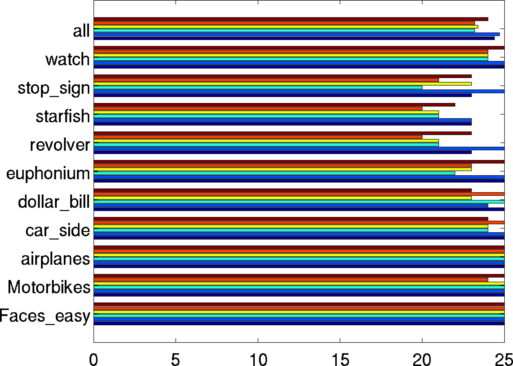 all
watch
stop_sign
starfish
revolver
euphonium
dollar_bill
car_side
airplanes
Motorbikes
Faces_easy
0 5 10 15 20 25